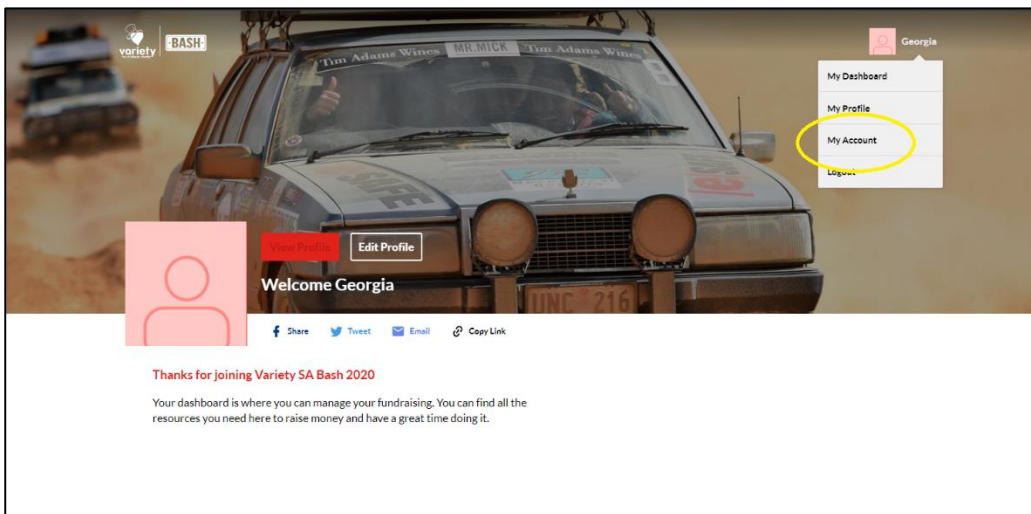 variety
·BASH·
Georgia
My Dashboard
My Profile
My Account
Logout
Tim Adams Wines MR.MICK Tim Adams Wines
View Profile
Edit Profile
Welcome Georgia
UNC 216
Share Tweet Email Copy Link
Thanks for joining Variety SA Bash 2020
Your dashboard is where you can manage your fundraising. You can find all the
resources you need here to raise money and have a great time doing it.